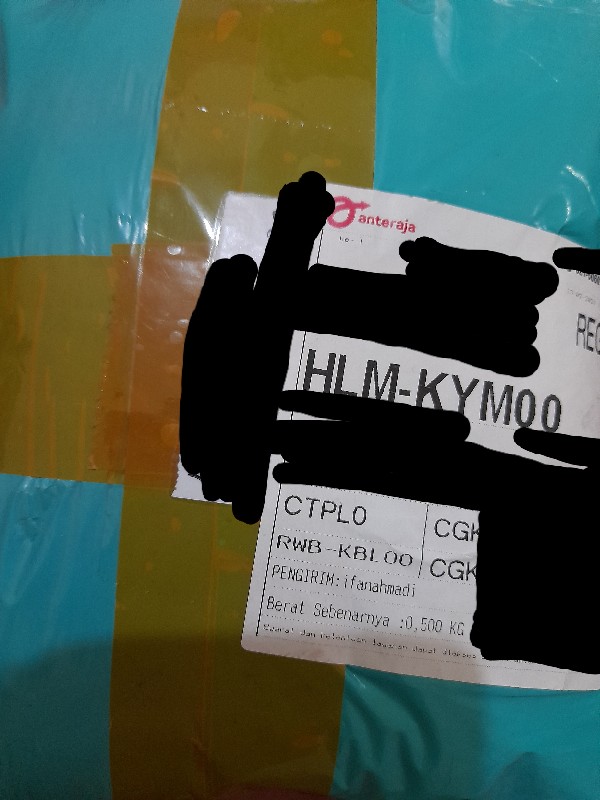 anteraja
REG
HLM-KYM00
CTPL0
CGK
RWB-KBL00
CGK
PENGIRIM:ifanahmadi
Berat Sebenarnya :0,500 KG